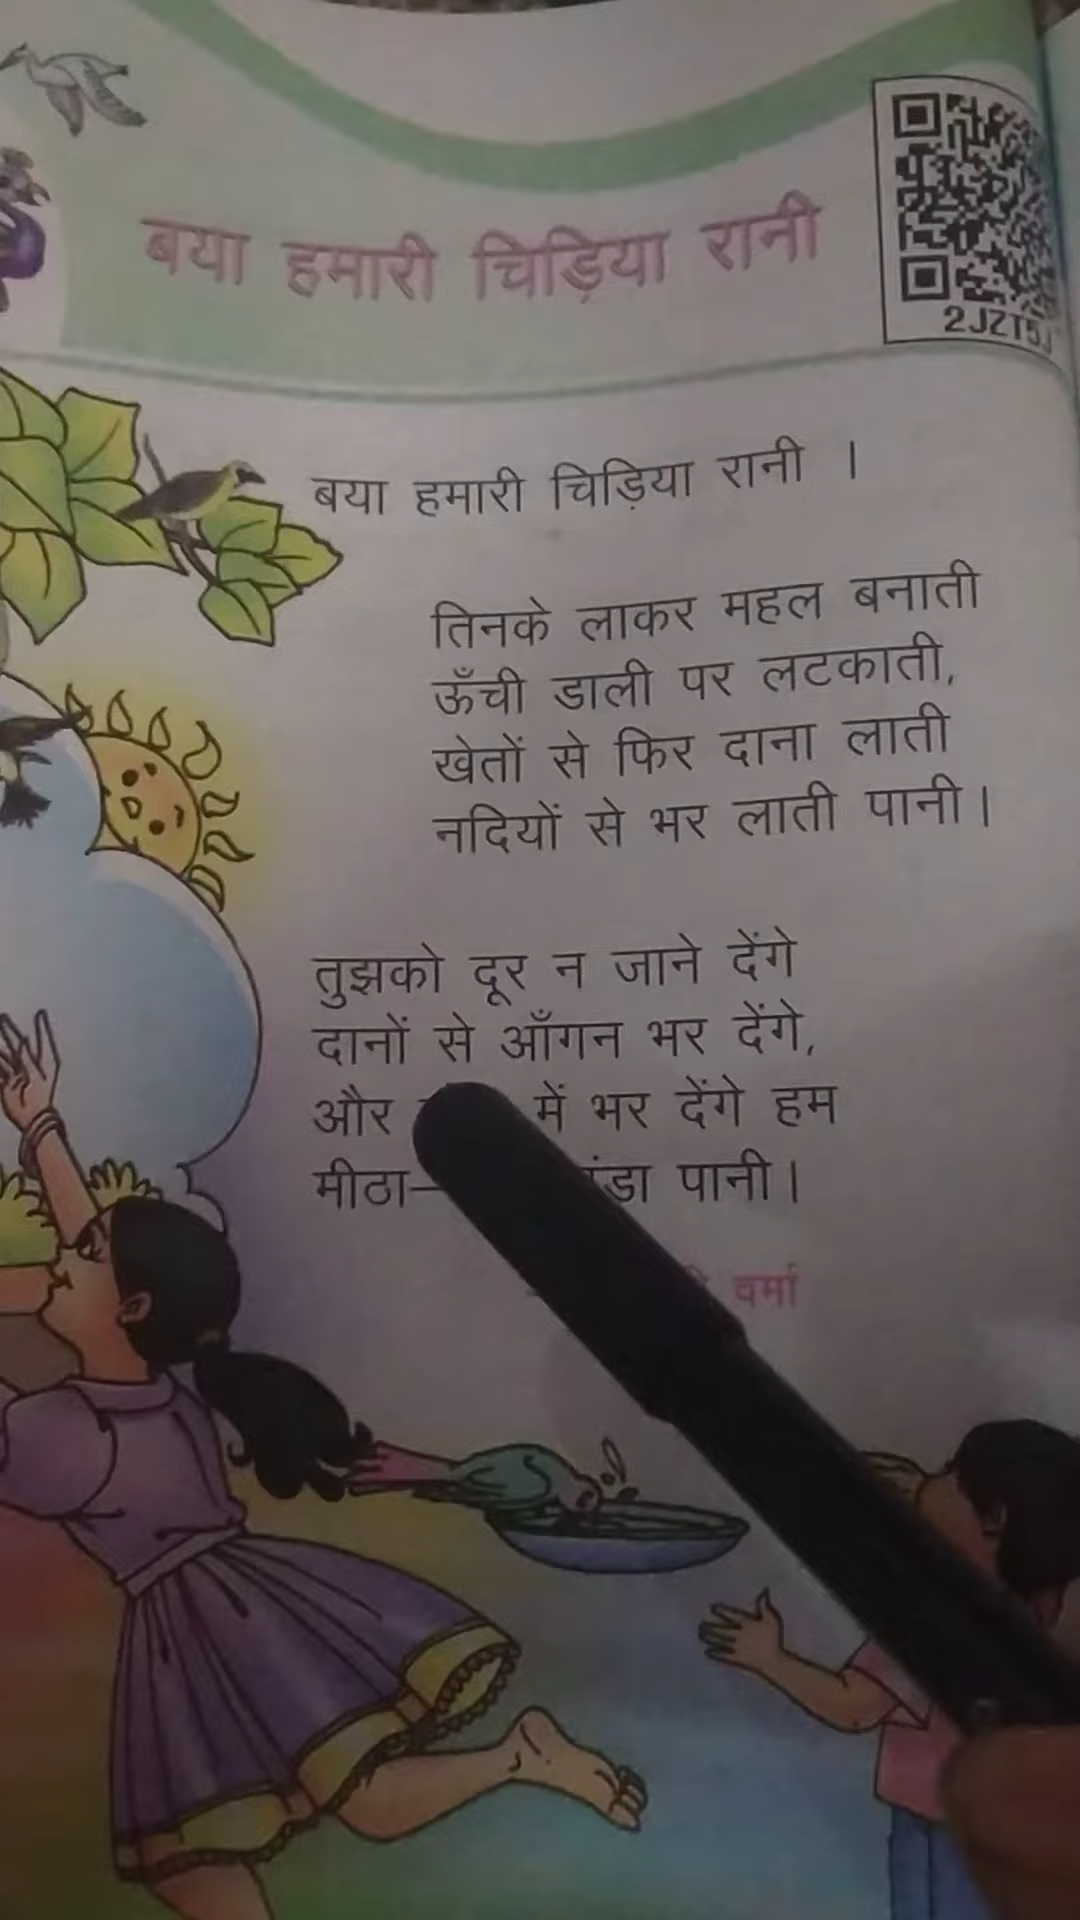 बया हमारी चिड़िया रानी
2JZT5J
बया हमारी चिड़िया रानी ।
तिनके लाकर महल बनाती
ऊँची डाली पर लटकाती,
खेतों से फिर दाना लाती
नदियों से भर लाती पानी।
तुझको दूर न जाने देंगे
दानों से आँगन भर देंगे,
और में भर देंगे हम
मीठा– पानी।
वर्मा